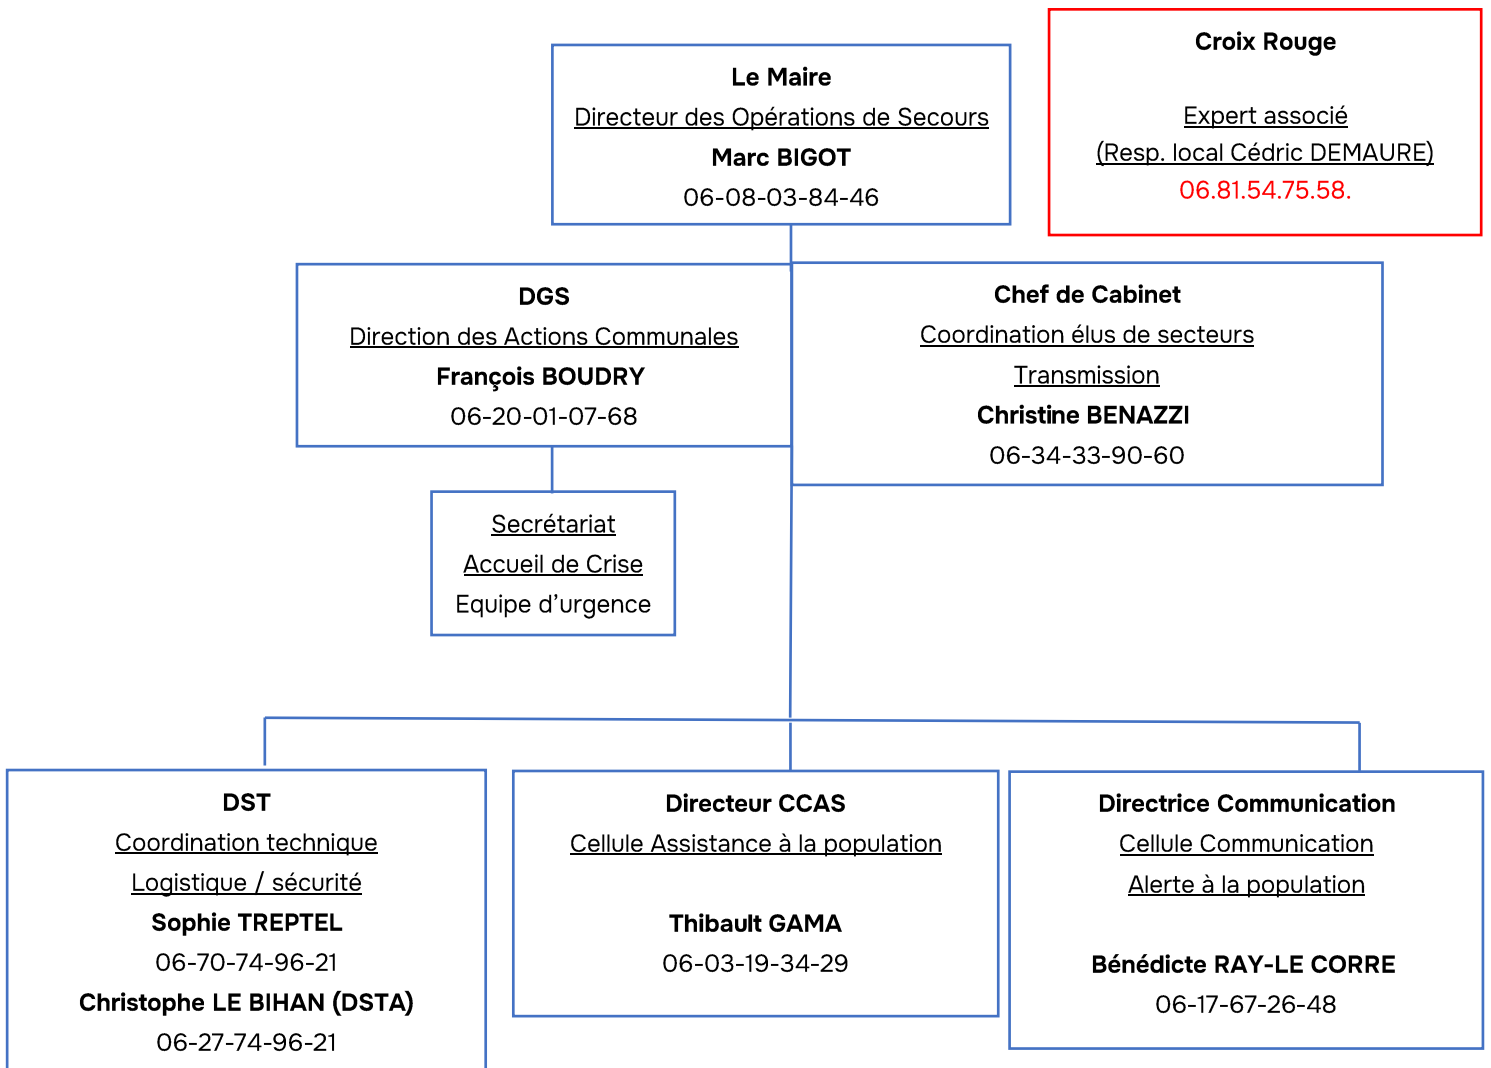 Croix Rouge
Expert associé
(Resp. local Cédric DEMAURE)
06.81.54.75.58.
Le Maire
Directeur des Opérations de Secours
Marc BIGOT
06-08-03-84-46
DGS
Direction des Actions Communales
François BOUDRY
06-20-01-07-68
Chef de Cabinet
Coordination élus de secteurs
Transmission
Christine BENAZZI
06-34-33-90-60
Secrétariat
Accueil de Crise
Equipe d’urgence
DST
Coordination technique
Logistique / sécurité
Sophie TREPTEL
06-70-74-96-21
Christophe LE BIHAN (DSTA)
06-27-74-96-21
Directeur CCAS
Cellule Assistance à la population
Thibault GAMA
06-03-19-34-29
Directrice Communication
Cellule Communication
Alerte à la population
Bénédicte RAY-LE CORRE
06-17-67-26-48